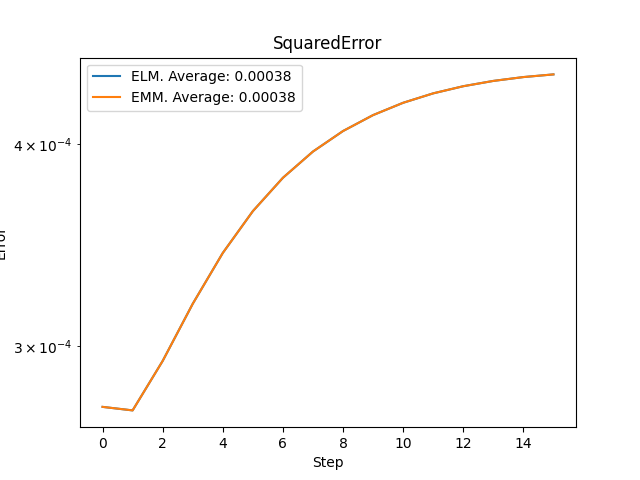 SquaredError
ELM. Average: 0.00038
EMM. Average: 0.00038
4 × 10⁻⁴
3 × 10⁻⁴
Error
0 2 4 6 8 10 12 14
Step